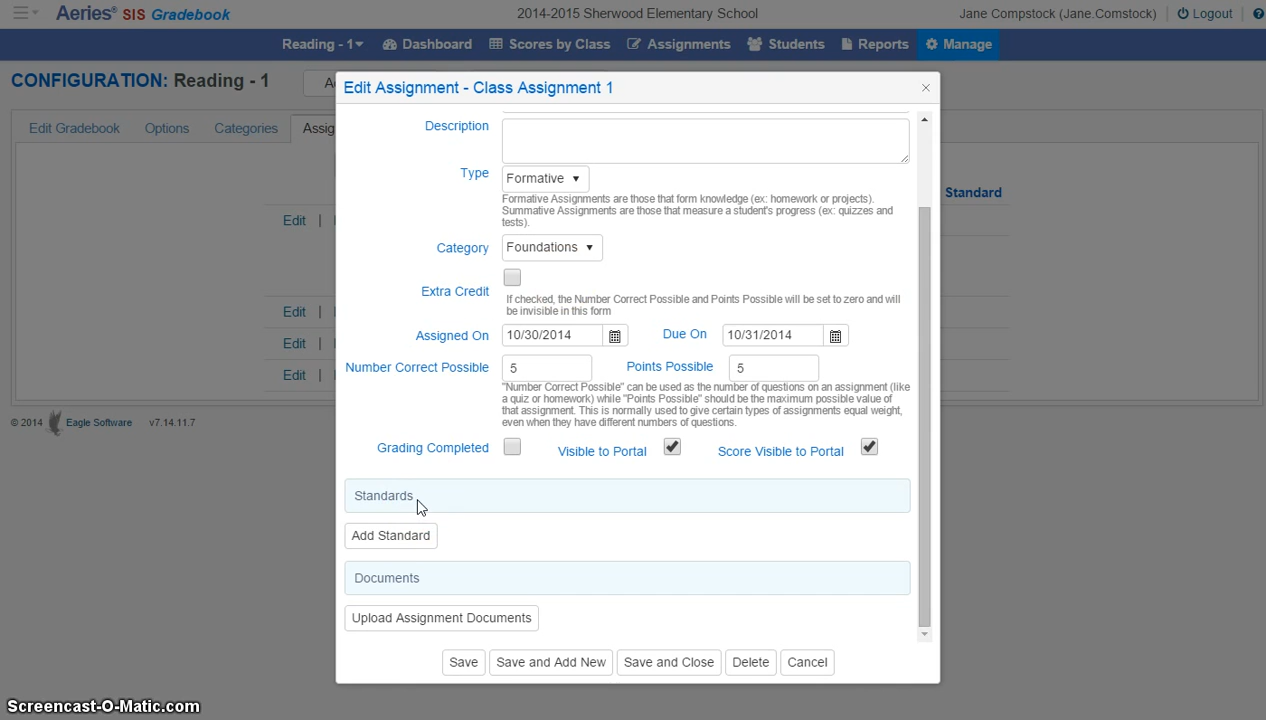 Aeries® SIS Gradebook
2014-2015 Sherwood Elementary School
Jane Compstock (Jane.Comstock) | Logout | ?
Reading - 1 Dashboard Scores by Class Assignments Students Reports Manage
CONFIGURATION: Reading - 1
Edit Gradebook Options Categories Assig
Standard
Edit |
Edit |
Edit |
Edit |
© 2014 Eagle Software v7.14.11.7
Edit Assignment - Class Assignment 1 ×
Description
Type Formative
Formative Assignments are those that form knowledge (ex: homework or projects).
Summative Assignments are those that measure a student's progress (ex: quizzes and
tests).
Category Foundations
Extra Credit
If checked, the Number Correct Possible and Points Possible will be set to zero and will
be invisible in this form
Assigned On 10/30/2014 Due On 10/31/2014
Number Correct Possible 5 Points Possible 5
"Number Correct Possible" can be used as the number of questions on an assignment (like
a quiz or homework) while "Points Possible" should be the maximum possible value of
that assignment. This is normally used to give certain types of assignments equal weight,
even when they have different numbers of questions.
Grading Completed Visible to Portal Score Visible to Portal
Standards
Add Standard
Documents
Upload Assignment Documents
Save Save and Add New Save and Close Delete Cancel
Screencast-O-Matic.com